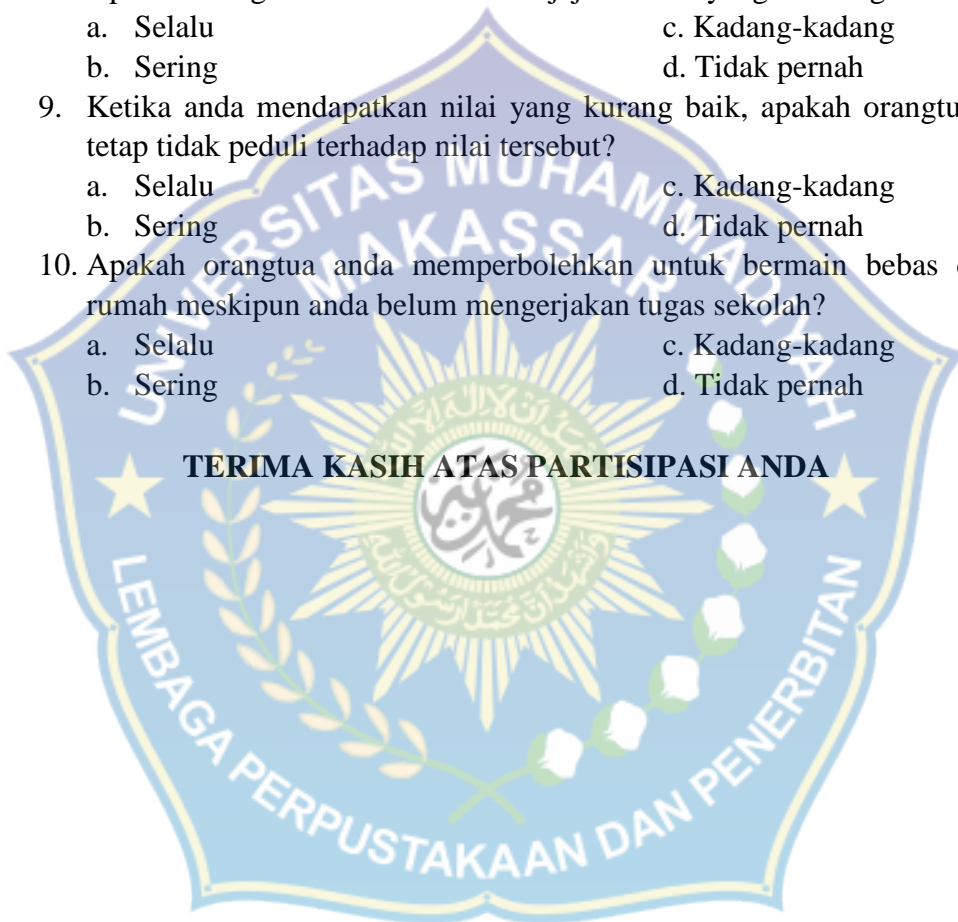 a. Selalu c. Kadang-kadang
b. Sering d. Tidak pernah
9. Ketika anda mendapatkan nilai yang kurang baik, apakah orangtu
tetap tidak peduli terhadap nilai tersebut?
a. Selalu c. Kadang-kadang
b. Sering d. Tidak pernah
10. Apakah orangtua anda memperbolehkan untuk bermain bebas
rumah meskipun anda belum mengerjakan tugas sekolah?
a. Selalu c. Kadang-kadang
b. Sering d. Tidak pernah
TERIMA KASIH ATAS PARTISIPASI ANDA
UNIVERSITAS MUHAMMADIYAH
MAKASSAR
محمد
LEMBAGA PERPUSTAKAAN DAN PENERBITAN